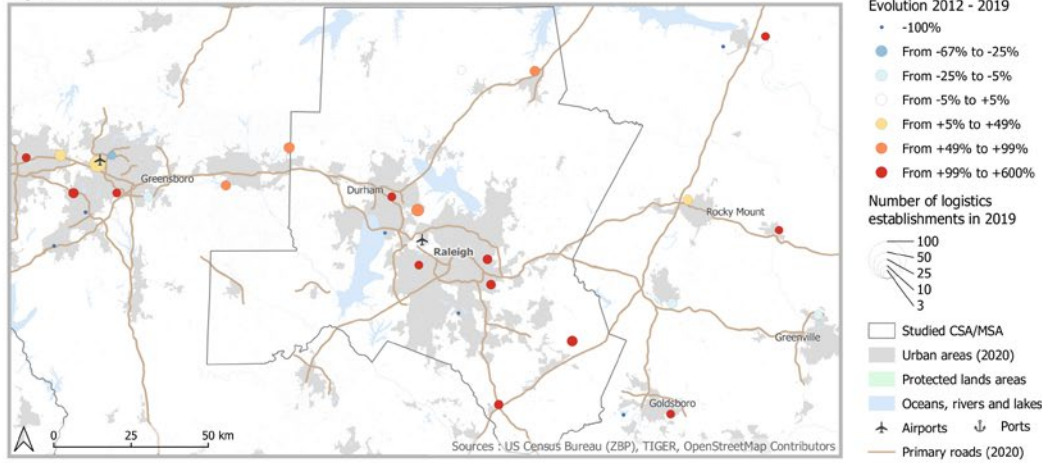 Evolution 2012 - 2019
-100%
From -67% to -25%
From -25% to -5%
From -5% to +5%
From +5% to +49%
From +49% to +99%
From +99% to +600%
Number of logistics
establishments in 2019
100
50
25
10
3
Studied CSA/MSA
Urban areas (2020)
Protected lands areas
Oceans, rivers and lakes
Airports
Ports
Primary roads (2020)
Greensboro
Durham
Raleigh
Rocky Mount
Greenville
Goldsboro
0 25 50 km
Sources : US Census Bureau (ZBP), TIGER, OpenStreetMap Contributors